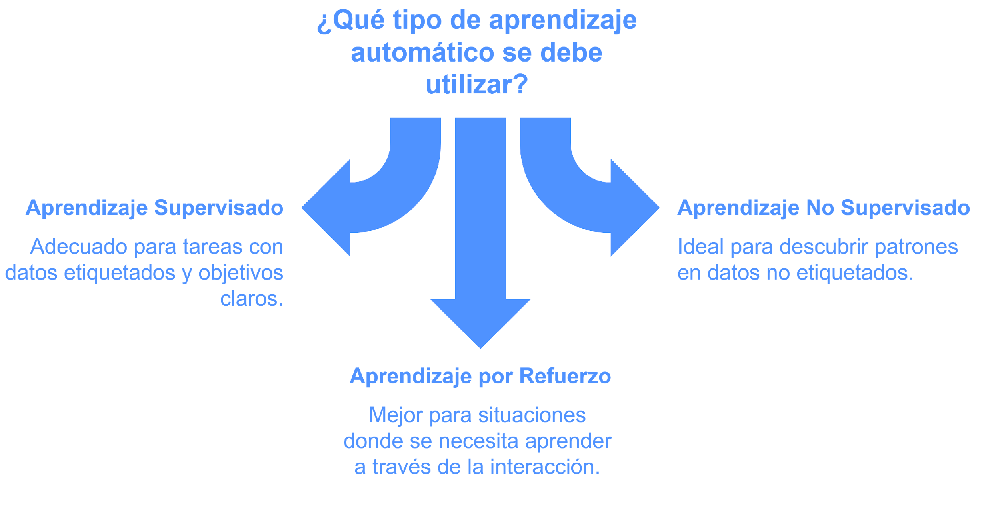 ¿Qué tipo de aprendizaje
automático se debe
utilizar?
Aprendizaje Supervisado
Adecuado para tareas con
datos etiquetados y objetivos
claros.
Aprendizaje No Supervisado
Ideal para descubrir patrones
en datos no etiquetados.
Aprendizaje por Refuerzo
Mejor para situaciones
donde se necesita aprender
a través de la interacción.